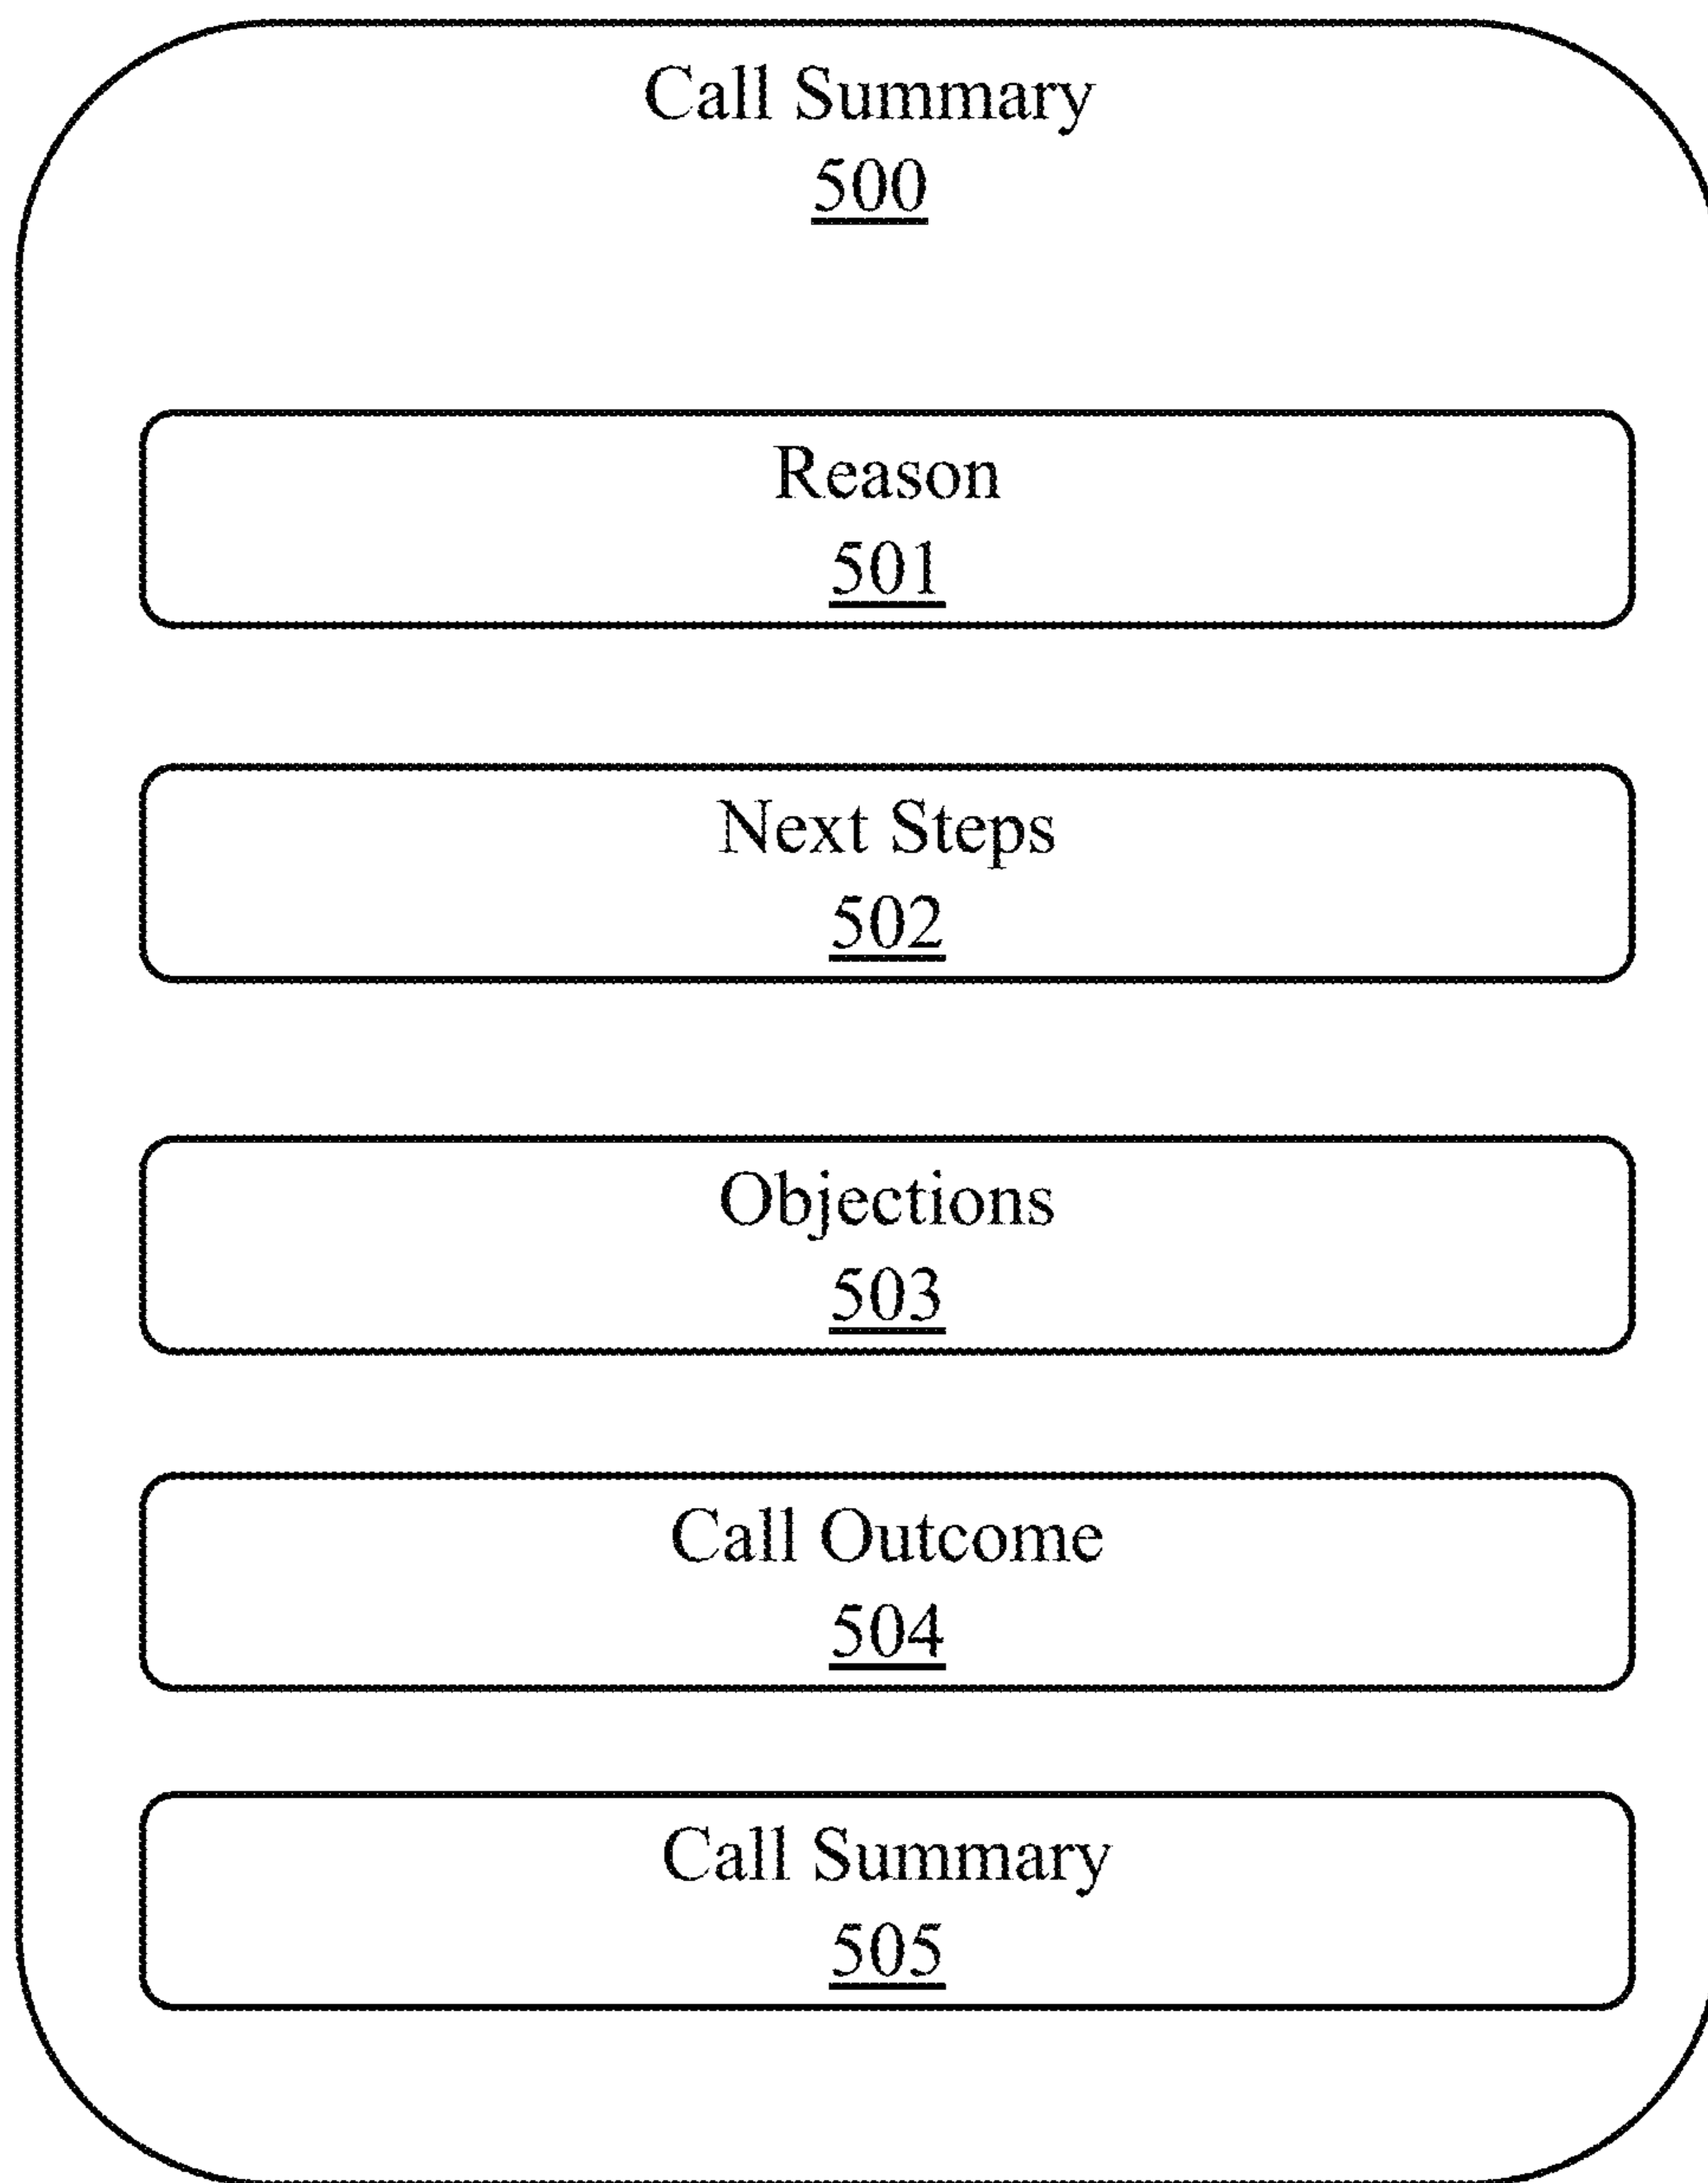 Call Summary
500
Reason
501
Next Steps
502
Objections
503
Call Outcome
504
Call Summary
505